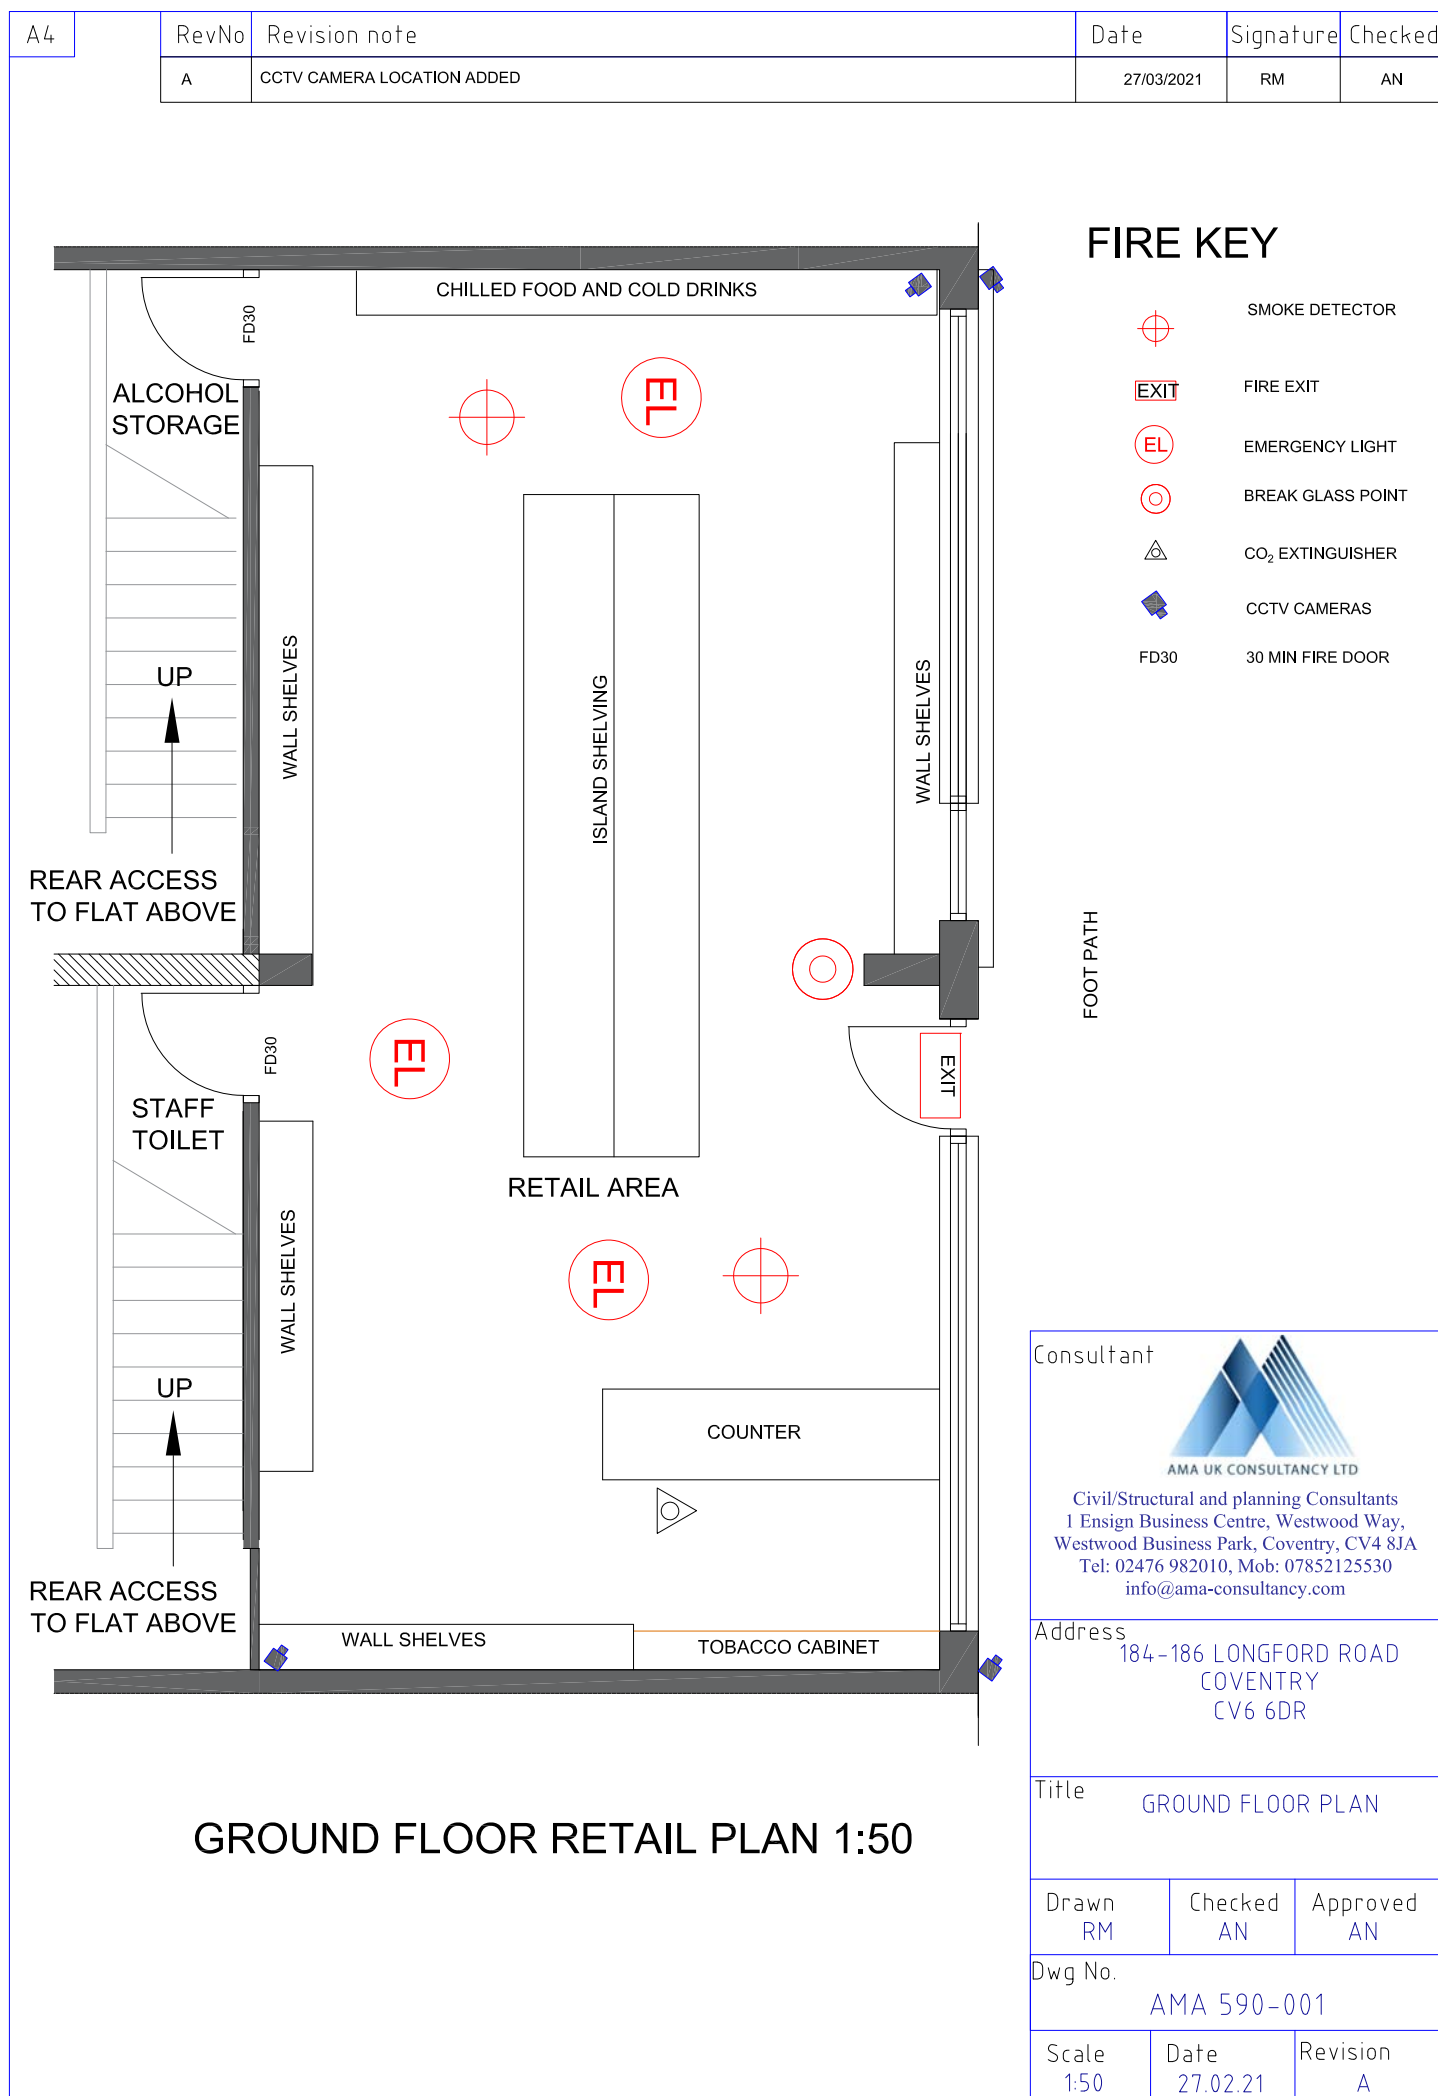 A4
RevNo Revision note Date Signature Checked
A CCTV CAMERA LOCATION ADDED 27/03/2021 RM AN
FIRE KEY
SMOKE DETECTOR
EXIT FIRE EXIT
EL EMERGENCY LIGHT
BREAK GLASS POINT
CO₂ EXTINGUISHER
CCTV CAMERAS
FD30 30 MIN FIRE DOOR
CHILLED FOOD AND COLD DRINKS
FD30
ALCOHOL
STORAGE
EL
WALL SHELVES
ISLAND SHELVING
WALL SHELVES
UP
REAR ACCESS
TO FLAT ABOVE
FOOT PATH
FD30
EL
EXIT
STAFF
TOILET
RETAIL AREA
WALL SHELVES
EL
UP
COUNTER
REAR ACCESS
TO FLAT ABOVE
WALL SHELVES
TOBACCO CABINET
GROUND FLOOR RETAIL PLAN 1:50
Consultant
AMA UK CONSULTANCY LTD
Civil/Structural and planning Consultants
1 Ensign Business Centre, Westwood Way,
Westwood Business Park, Coventry, CV4 8JA
Tel: 02476 982010, Mob: 07852125530
info@ama-consultancy.com
Address
184-186 LONGFORD ROAD
COVENTRY
CV6 6DR
Title
GROUND FLOOR PLAN
Drawn Checked Approved
RM AN AN
Dwg No.
AMA 590-001
Scale Date Revision
1:50 27.02.21 A